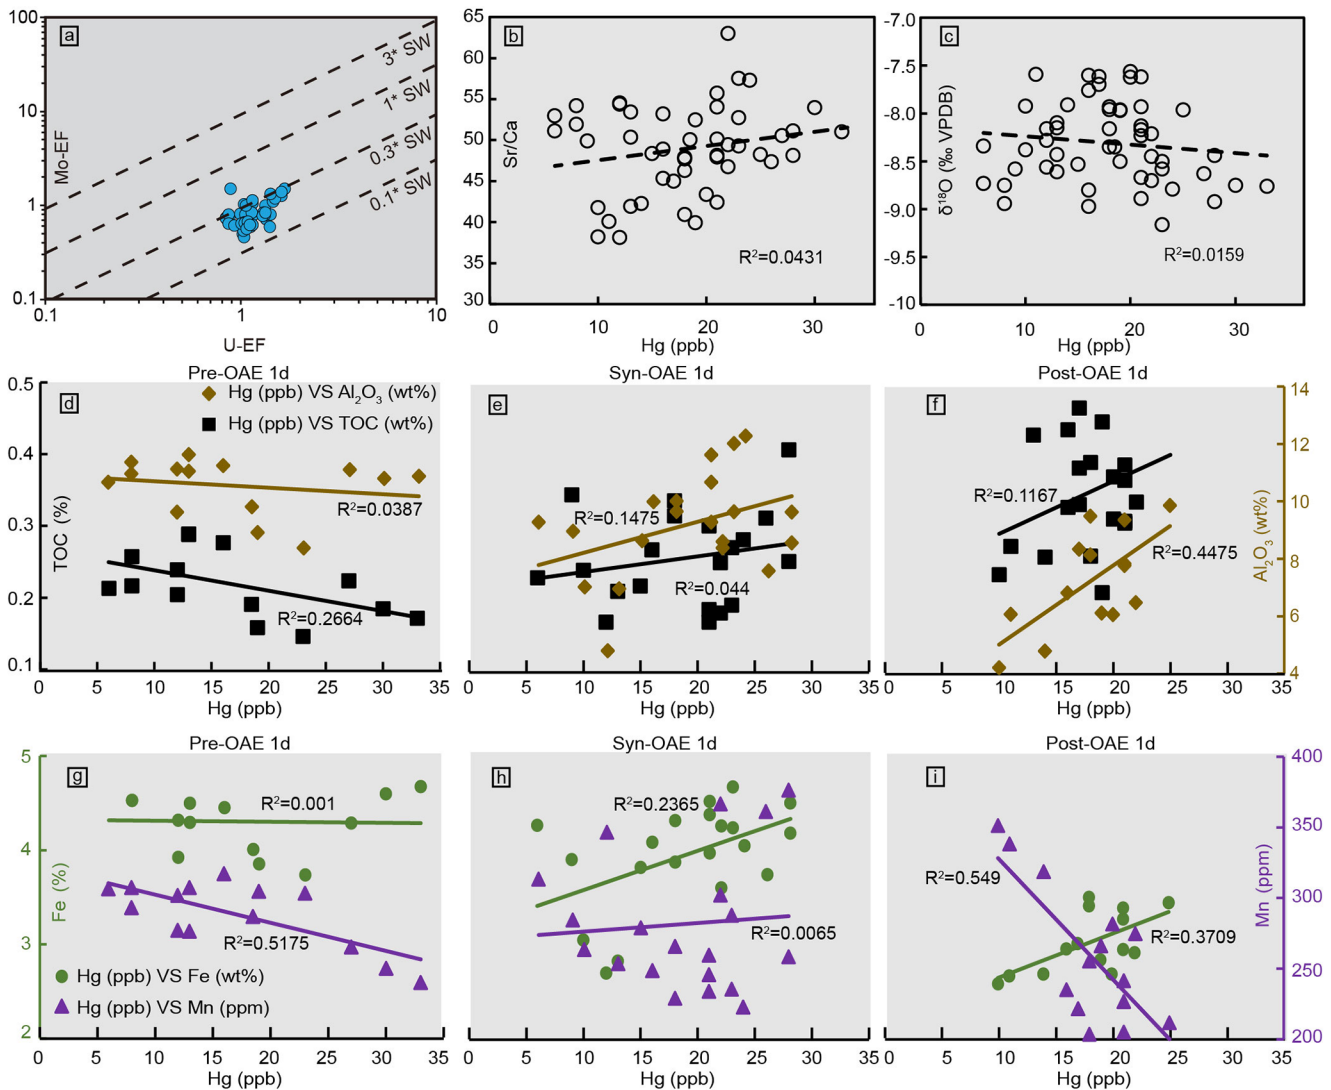 a
Mo-EF
100
10
1
0.1
3* SW
1* SW
0.3* SW
0.1* SW
0.1
1
10
U-EF
b
Sr/Ca
65
60
55
50
45
40
35
30
R²=0.0431
0
10
20
30
Hg (ppb)
c
δ¹⁸O (‰ VPDB)
-7.0
-7.5
-8.0
-8.5
-9.0
-9.5
-10
R²=0.0159
0
10
20
30
Hg (ppb)
Pre-OAE 1d
d
Hg (ppb) VS Al₂O₃ (wt%)
Hg (ppb) VS TOC (wt%)
TOC (%)
0.5
0.4
0.3
0.2
0.1
R²=0.0387
R²=0.2664
0 5 10 15 20 25 30 35
Hg (ppb)
Syn-OAE 1d
e
R²=0.1475
R²=0.044
0 5 10 15 20 25 30 35
Hg (ppb)
Post-OAE 1d
f
R²=0.1167
R²=0.4475
14
12
10
8
6
4
Al₂O₃ (wt%)
0 5 10 15 20 25 30 35
Hg (ppb)
Pre-OAE 1d
g
Fe (%)
5
4
3
2
R²=0.001
R²=0.5175
Hg (ppb) VS Fe (wt%)
Hg (ppb) VS Mn (ppm)
0 5 10 15 20 25 30 35
Hg (ppb)
Syn-OAE 1d
h
R²=0.2365
R²=0.0065
0 5 10 15 20 25 30 35
Hg (ppb)
Post-OAE 1d
i
R²=0.549
R²=0.3709
400
350
300
250
200
Mn (ppm)
0 5 10 15 20 25 30 35
Hg (ppb)